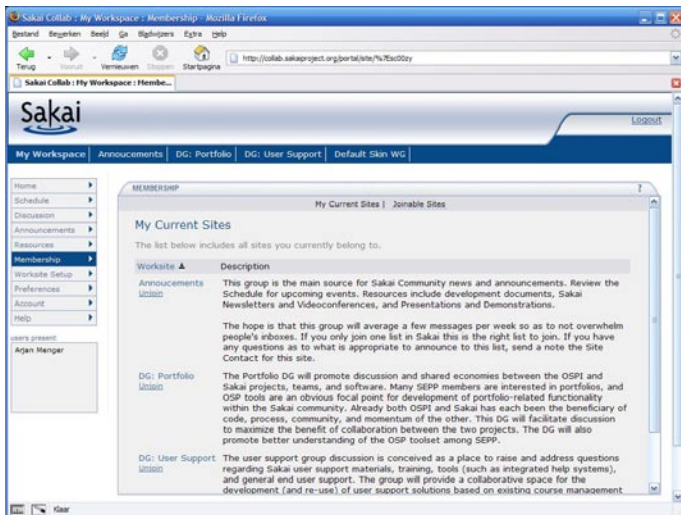 Sakai Collab : My Workspace : Membership - Mozilla Firefox
Bestand Bewerken Beeld Ga Bladwijzers Extra Help
Terug Vooruit Vernieuwen Stoppen Startpagina
http://collab.sakaiproject.org/portal/site/%7Esc00zy
Sakai Collab : My Workspace : Membe...
Sakai
Logout
My Workspace Annoucements DG: Portfolio DG: User Support Default Skin WG
Home
Schedule
Discussion
Announcements
Resources
Membership
Worksite Setup
Preferences
Account
Help
users present:
Arjan Menger
MEMBERSHIP ?
My Current Sites | Joinable Sites
My Current Sites
The list below includes all sites you currently belong to.
Worksite Description
Annoucements
Unjoin
This group is the main source for Sakai Community news and announcements. Review the
Schedule for upcoming events. Resources include development documents, Sakai
Newsletters and Videoconferences, and Presentations and Demonstrations.
The hope is that this group will average a few messages per week so as to not overwhelm
people's inboxes. If you only join one list in Sakai this is the right list to join. If you have
any questions as to what is appropriate to announce to this list, send a note the Site
Contact for this site.
DG: Portfolio
Unjoin
The Portfolio DG will promote discussion and shared economies between the OSPI and
Sakai projects, teams, and software. Many SEPP members are interested in portfolios, and
OSP tools are an obvious focal point for development of portfolio-related functionality
within the Sakai community. Already both OSPI and Sakai has each been the beneficiary of
code, process, community, and momentum of the other. This DG will facilitate discussion
to maximize the benefit of collaboration between the two projects. The DG will also
promote better understanding of the OSP toolset among SEPP.
DG: User Support
Unjoin
The user support group discussion is conceived as a place to raise and address questions
regarding Sakai user support materials, training, tools (such as integrated help systems),
and general end user support. The group will provide a collaborative space for the
development (and re-use) of user support solutions based on existing course management
Klaar